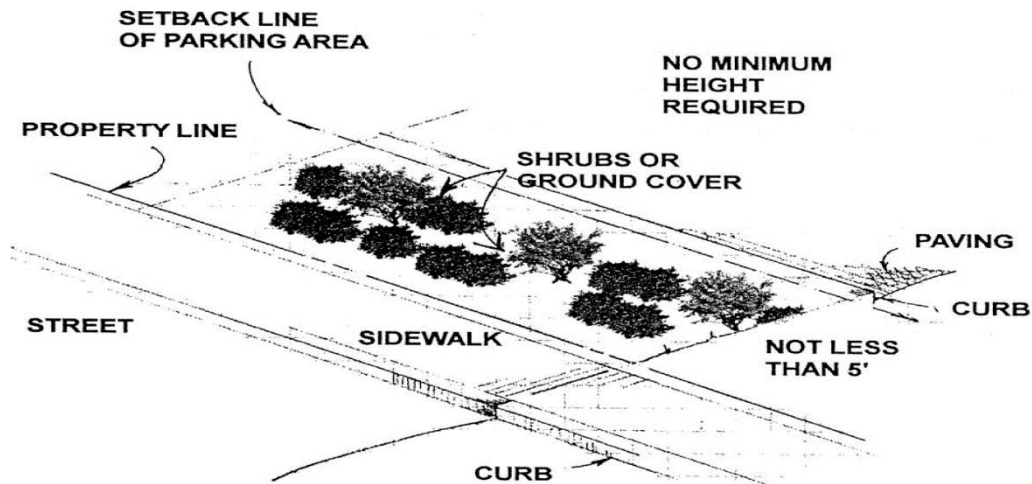 SETBACK LINE
OF PARKING AREA
NO MINIMUM
HEIGHT
REQUIRED
PROPERTY LINE
SHRUBS OR
GROUND COVER
PAVING
CURB
STREET
SIDEWALK
NOT LESS
THAN 5'
CURB